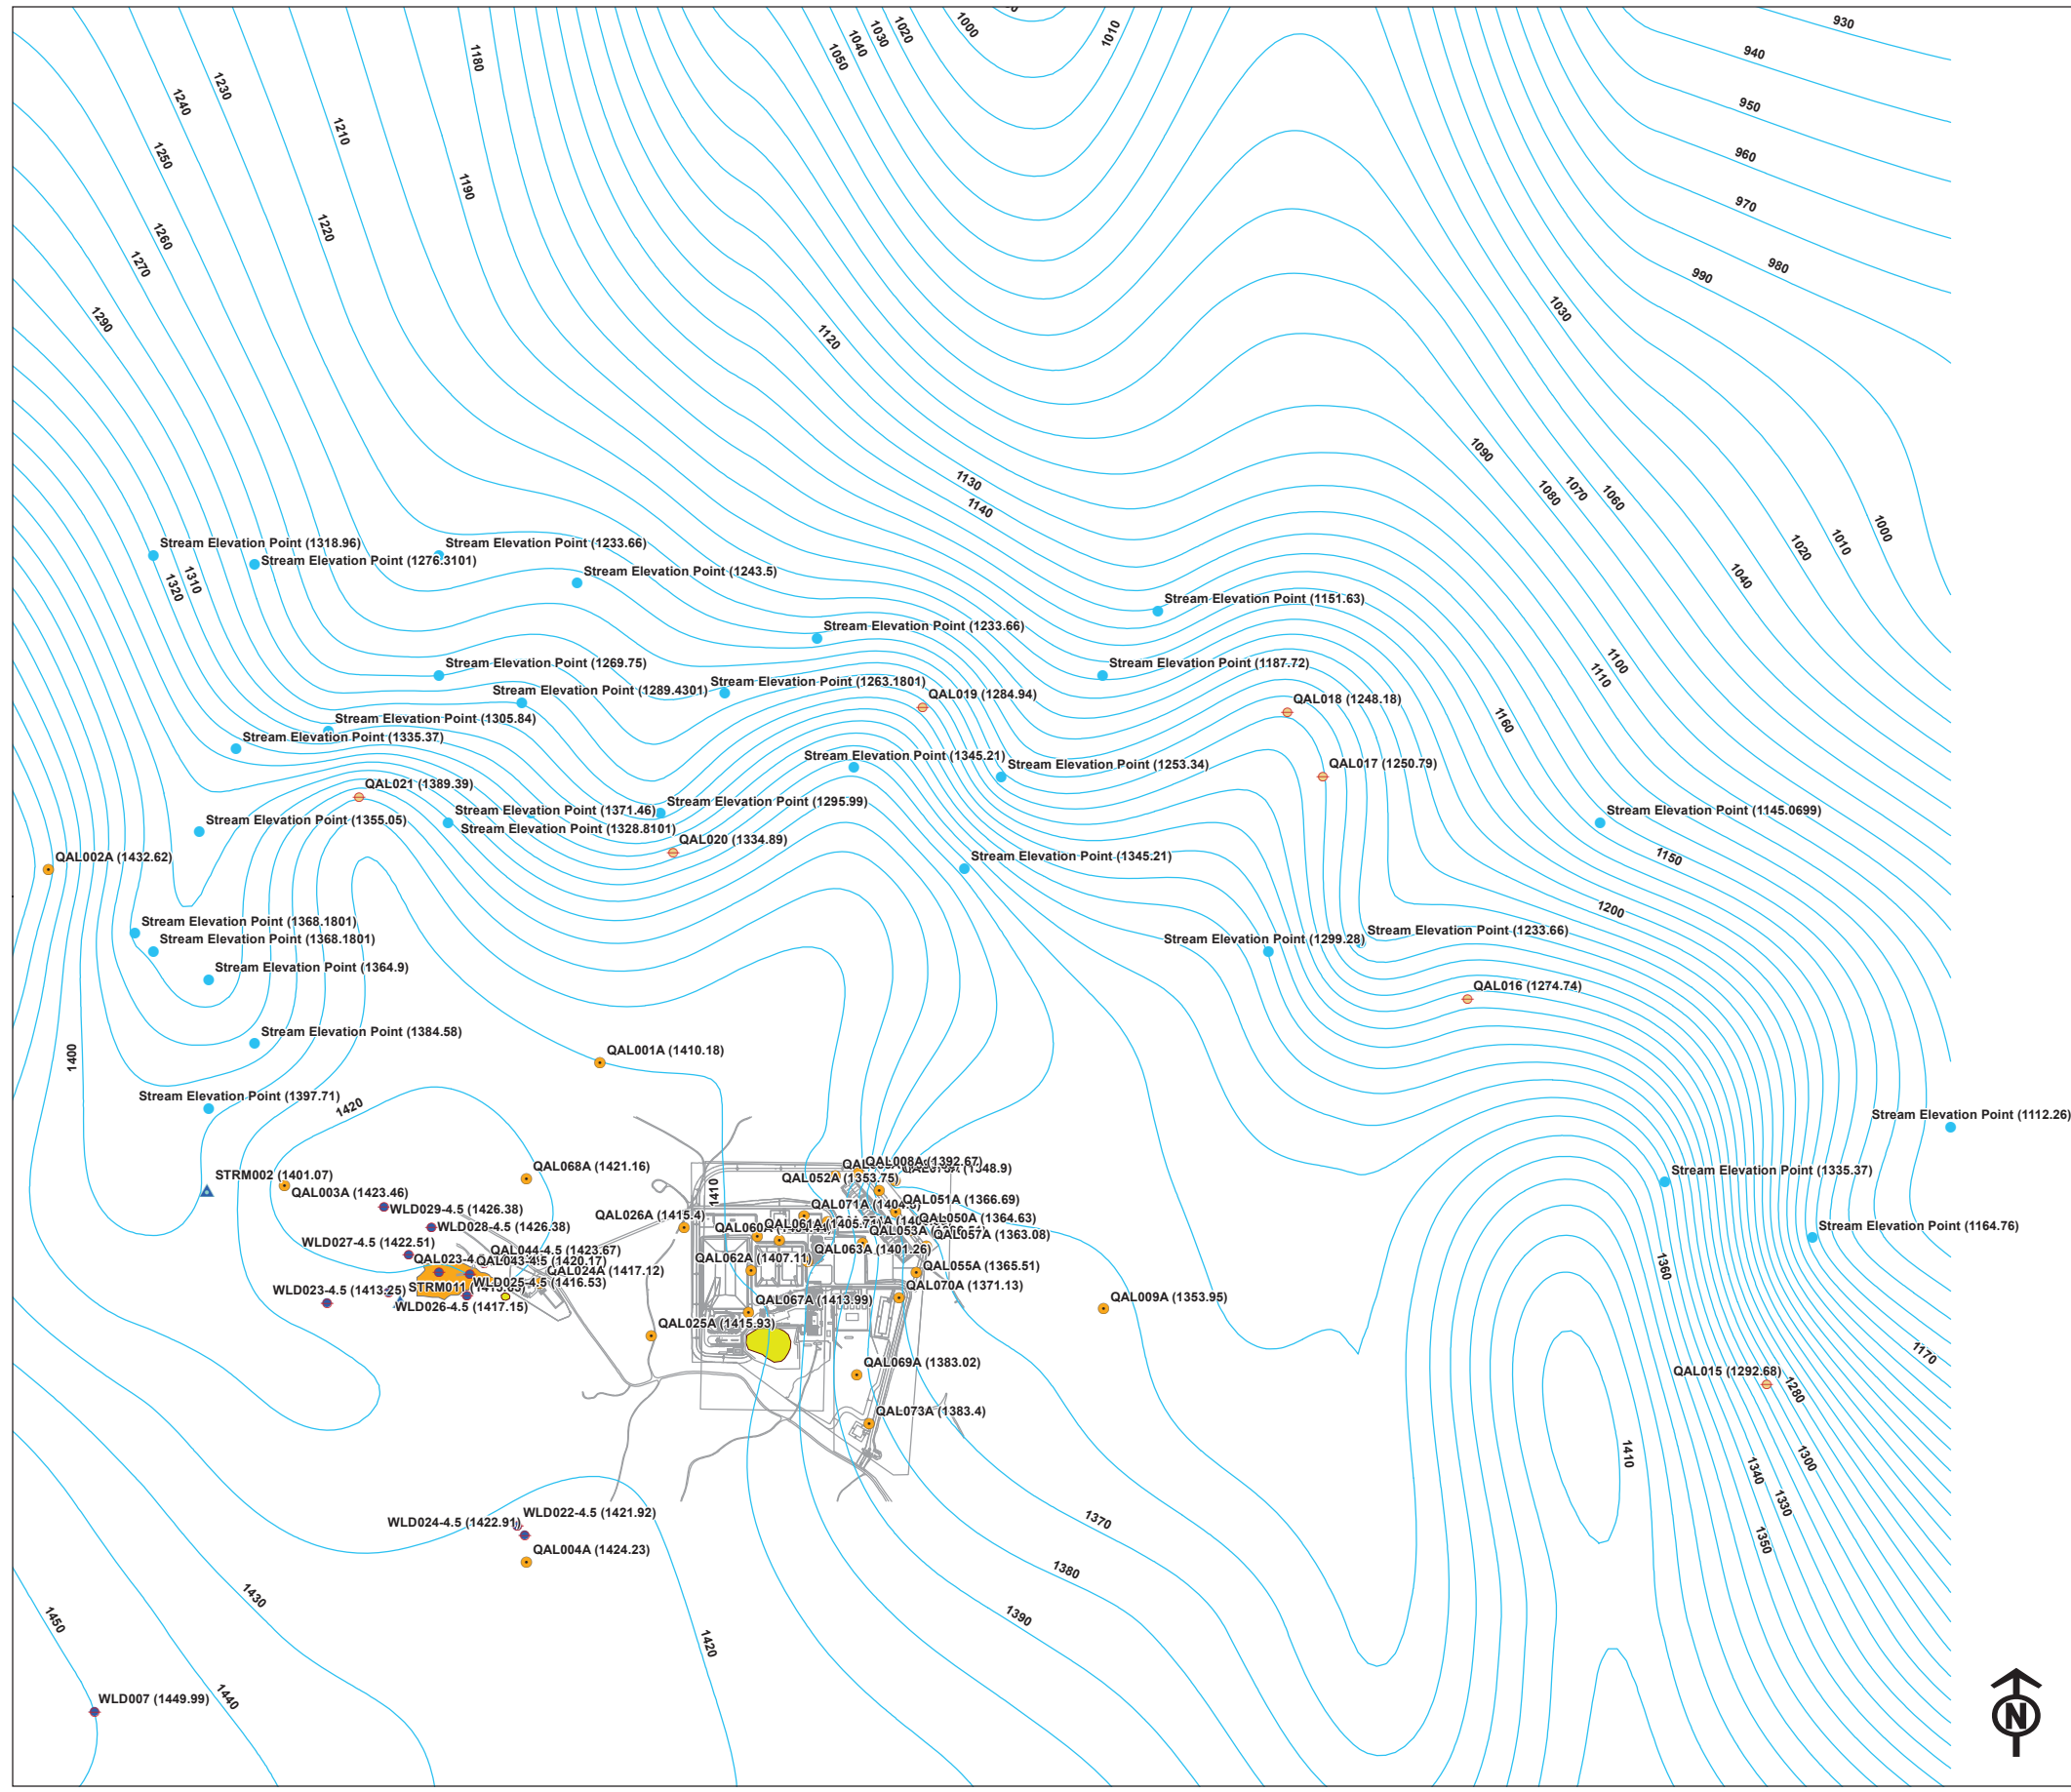 930
1000
1020
1030
1010
940
1040
1050
1180
1230
1240
950
1210
1250
960
1190
970
1220
1260
1270
980
990
1030
1290
1120
1090
1130
1140
1080
1070
1060
1000
1010
1020
1040
Stream Elevation Point (1318.96)
Stream Elevation Point (1233.66)
Stream Elevation Point (1276.3101)
Stream Elevation Point (1243.5)
1310
1320
Stream Elevation Point (1151.63)
Stream Elevation Point (1233.66)
Stream Elevation Point (1269.75)
Stream Elevation Point (1187.72)
1100
1110
Stream Elevation Point (1263.1801)
Stream Elevation Point (1289.4301)
QAL019 (1284.94)
QAL018 (1248.18)
Stream Elevation Point (1305.84)
1160
Stream Elevation Point (1335.37)
Stream Elevation Point (1345.21)
Stream Elevation Point (1253.34)
QAL017 (1250.79)
QAL021 (1389.39)
Stream Elevation Point (1295.99)
Stream Elevation Point (1371.46)
Stream Elevation Point (1145.0699)
Stream Elevation Point (1355.05)
Stream Elevation Point (1328.8101)
QAL020 (1334.89)
QAL002A (1432.62)
Stream Elevation Point (1345.21)
1150
1200
Stream Elevation Point (1368.1801)
Stream Elevation Point (1233.66)
Stream Elevation Point (1368.1801)
Stream Elevation Point (1299.28)
Stream Elevation Point (1364.9)
QAL016 (1274.74)
Stream Elevation Point (1384.58)
1400
QAL001A (1410.18)
Stream Elevation Point (1397.71)
1420
Stream Elevation Point (1112.26)
QAL008A (1392.67)
QAL068A (1421.16)
STRM002 (1401.07)
QAL052A (1353.75)
Stream Elevation Point (1335.37)
QAL003A (1423.46)
1410
QAL051A (1366.69)
WLD029-4.5 (1426.38)
QAL071A (1404.
QAL026A (1415.4)
QAL050A (1364.63)
WLD028-4.5 (1426.38)
QAL061A (1405.71)
QAL060A
QAL053A
QAL057A (1363.08)
Stream Elevation Point (1164.76)
WLD027-4.5 (1422.51)
QAL044-4.5 (1423.67)
QAL063A (1401.26)
QAL023-4
QAL043-4.5 (1420.17)
QAL062A (1407.11)
QAL024A (1417.12)
QAL055A (1365.51)
1360
WLD025-4.5 (1416.53)
STRM011
WLD023-4.5 (1413.25)
QAL070A (1371.13)
WLD026-4.5 (1417.15)
QAL067A (1413.99)
QAL009A (1353.95)
QAL025A (1415.93)
1170
QAL069A (1383.02)
QAL015 (1292.68)
1280
QAL073A (1383.4)
1410
1300
1340
1330
1350
WLD022-4.5 (1421.92)
WLD024-4.5 (1422.91)
1370
QAL004A (1424.23)
1380
1430
1390
1450
1420
WLD007 (1449.99)
1440
N